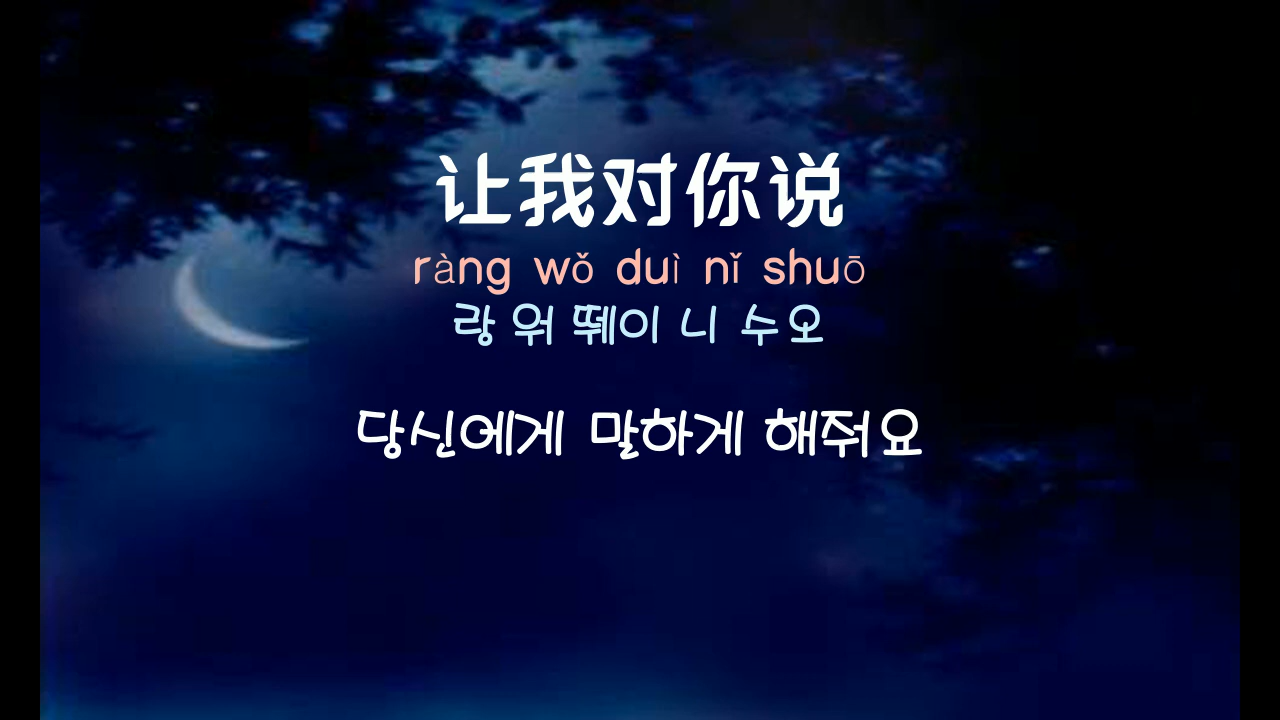 让我对你说
ràng wǒ duì nǐ shuō
랑 워 뛔이 니 수오
당신에게 말하게 해줘요